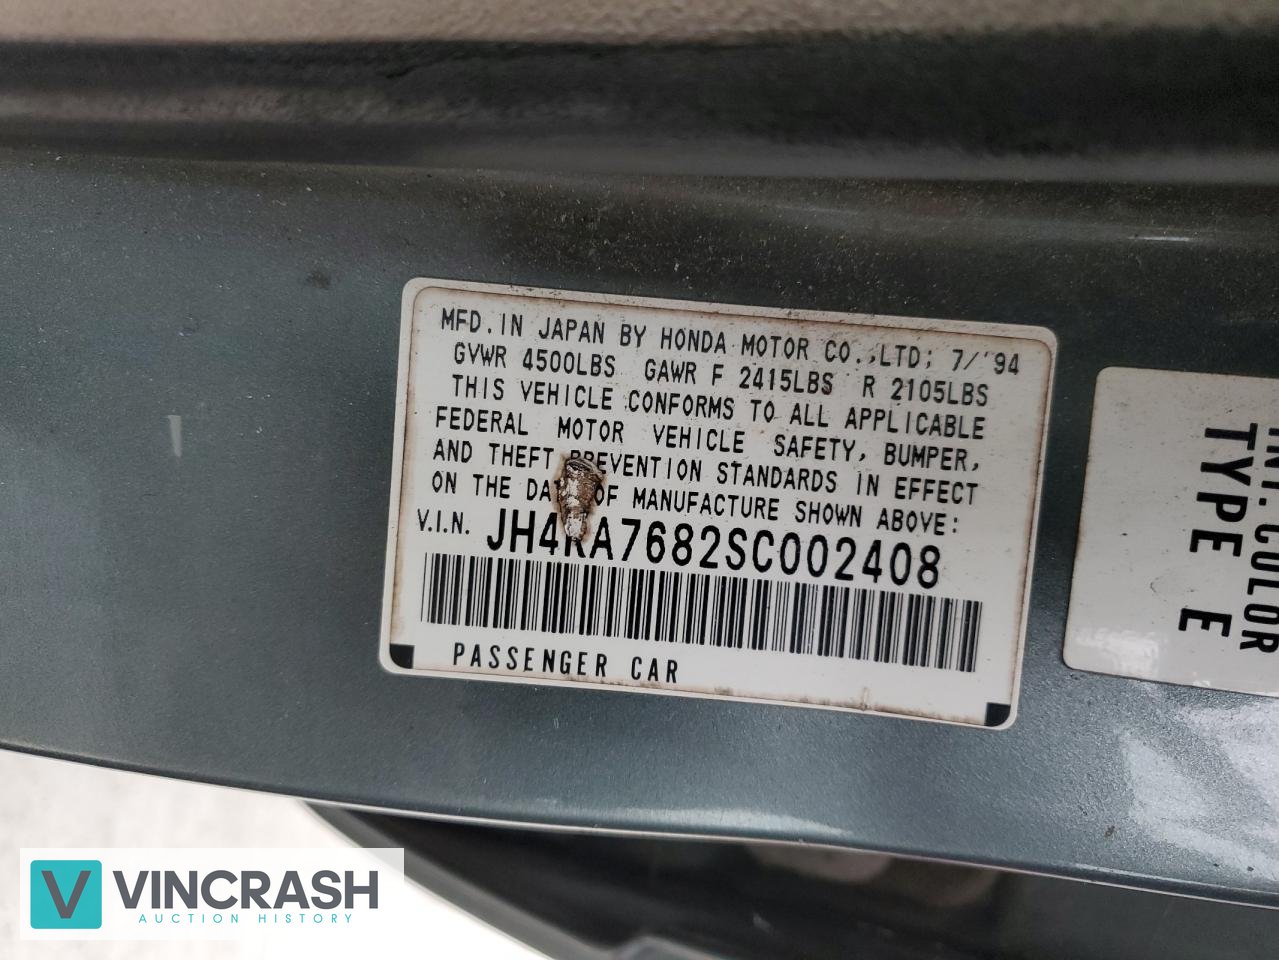 MFD. IN JAPAN BY HONDA MOTOR CO.,LTD; 7/'94
GVWR 4500LBS GAWR F 2415LBS R 2105LBS
THIS VEHICLE CONFORMS TO ALL APPLICABLE
FEDERAL MOTOR VEHICLE SAFETY, BUMPER,
AND THEFT PREVENTION STANDARDS IN EFFECT
ON THE DATE OF MANUFACTURE SHOWN ABOVE:
V.I.N. JH4KA7682SC002408
PASSENGER CAR
INT. COLOR
TYPE E
V VINCRASH
AUCTION HISTORY